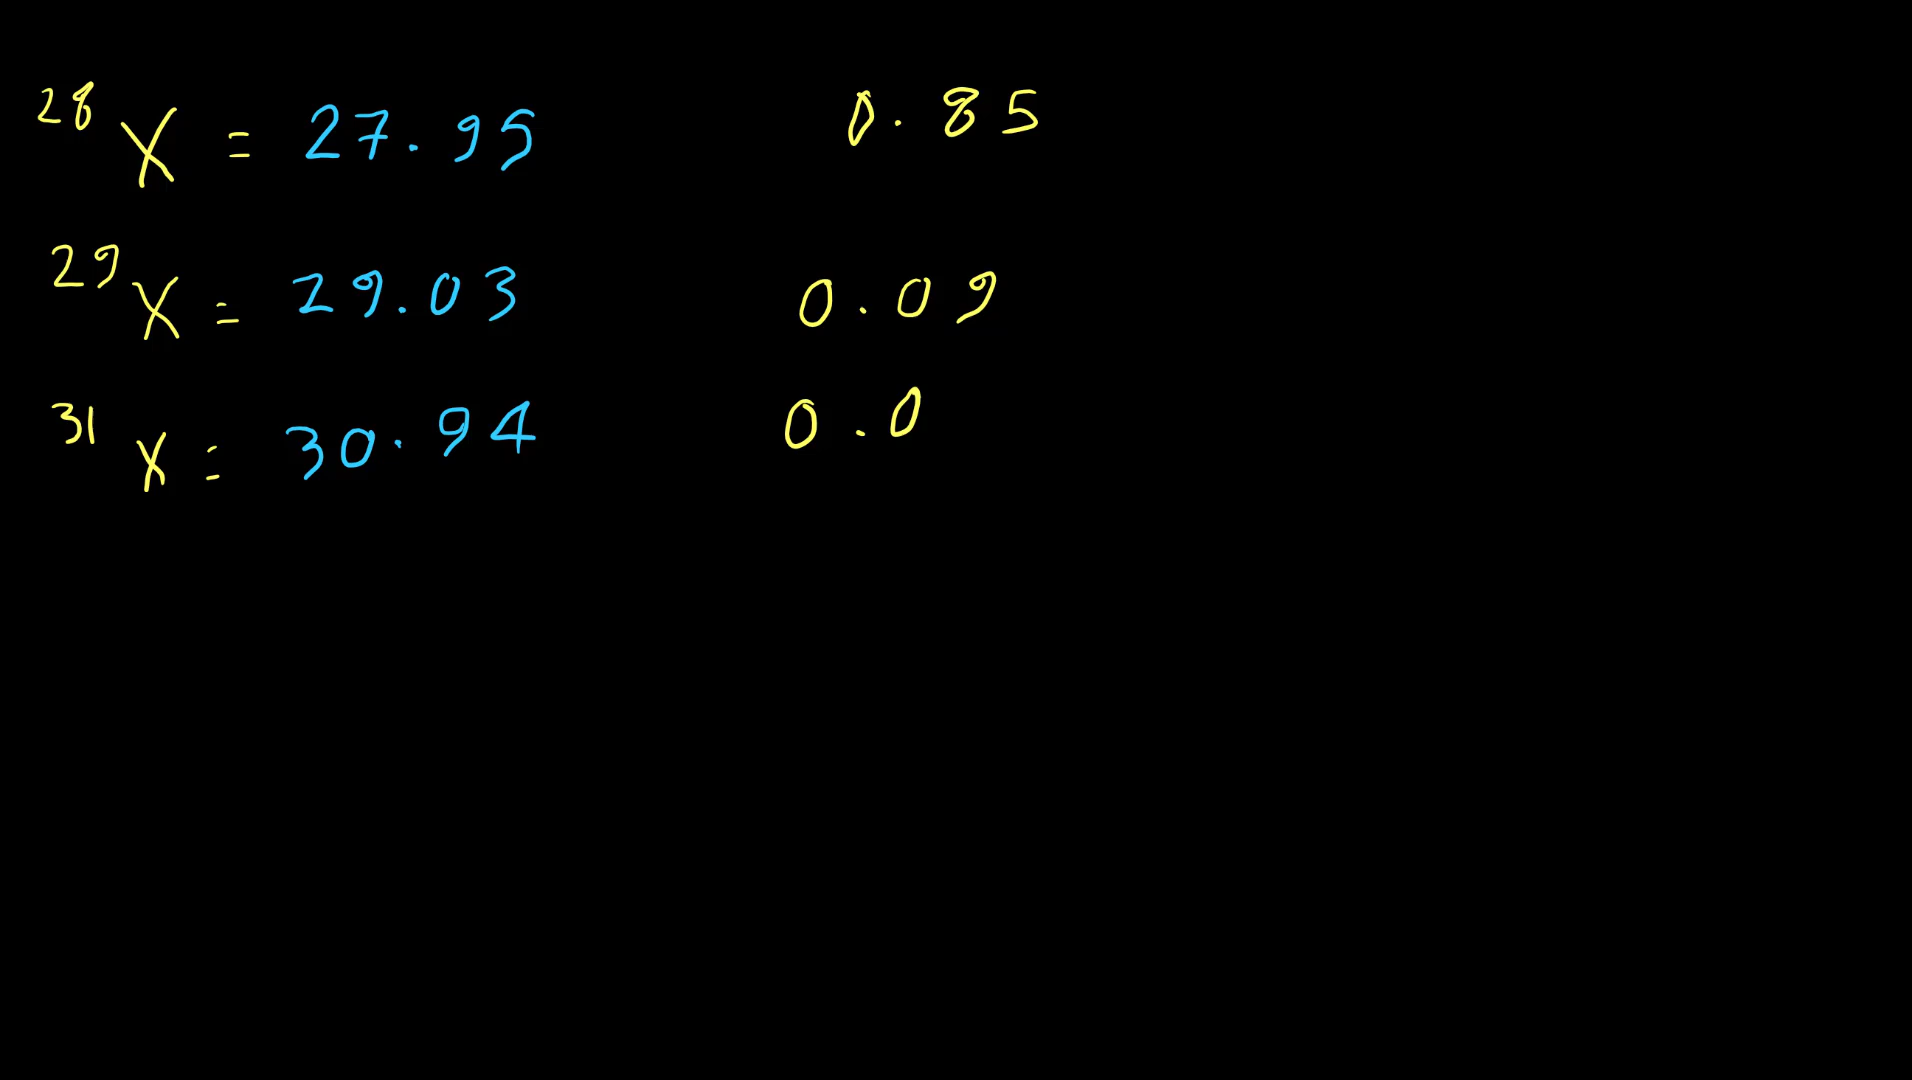 ²⁸X = 27.95 0.85
²⁹X = 29.03 0.09
³¹X = 30.94 0.0